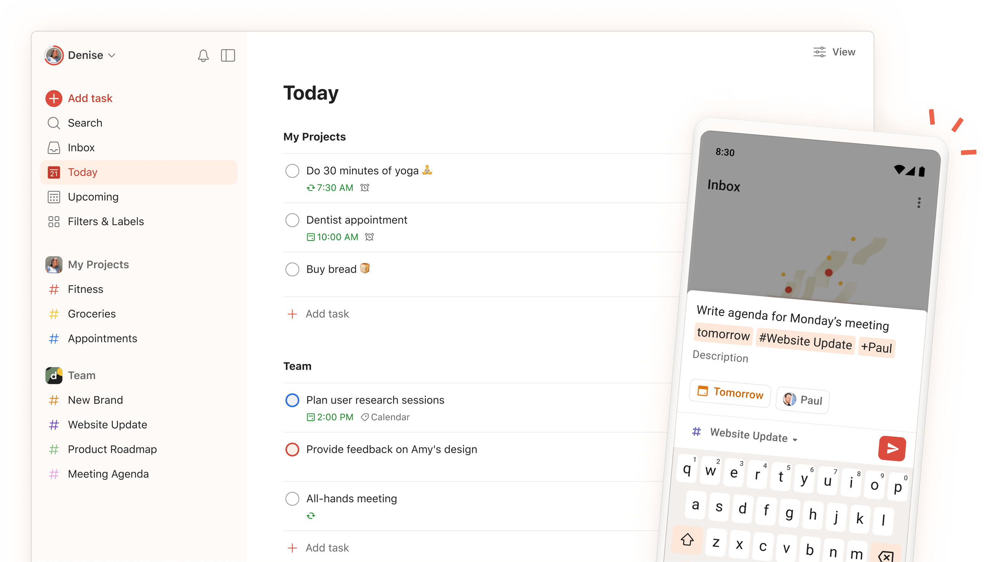 Denise
Add task
Search
Inbox
21
Today
Upcoming
Filters & Labels
My Projects
Fitness
Groceries
Appointments
d
Team
New Brand
Website Update
Product Roadmap
Meeting Agenda
View
Today
My Projects
Do 30 minutes of yoga
7:30 AM
Dentist appointment
10:00 AM
Buy bread
Add task
Team
Plan user research sessions
2:00 PM Calendar
Provide feedback on Amy's design
All-hands meeting
Add task
8:30
Inbox
Write agenda for Monday’s meeting
tomorrow #Website Update +Paul
Description
Tomorrow Paul
# Website Update
q 1 w 2 e 3 r 4 t 5 y 6 u 7 i 8 o 9 p 0
a s d f g h j k l
z x c v b n m